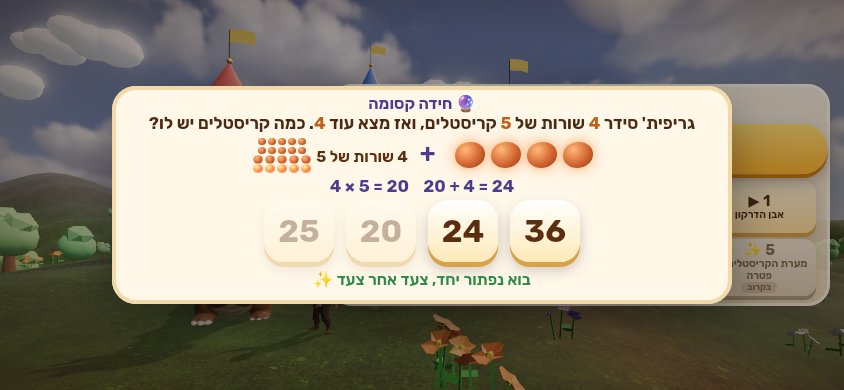 🔮 חידה קסומה
גריפית' סידר 4 שורות של 5 קריסטלים, ואז מצא עוד 4. כמה קריסטלים יש לו?
4 שורות של 5 +
4 × 5 = 20 20 + 4 = 24
25 20 24 36
בוא נפתור יחד, צעד אחר צעד ✨
1 ▶
אבן הדרקון
5 ✨
מערת הקריסטלים
פטרה
בקרוב